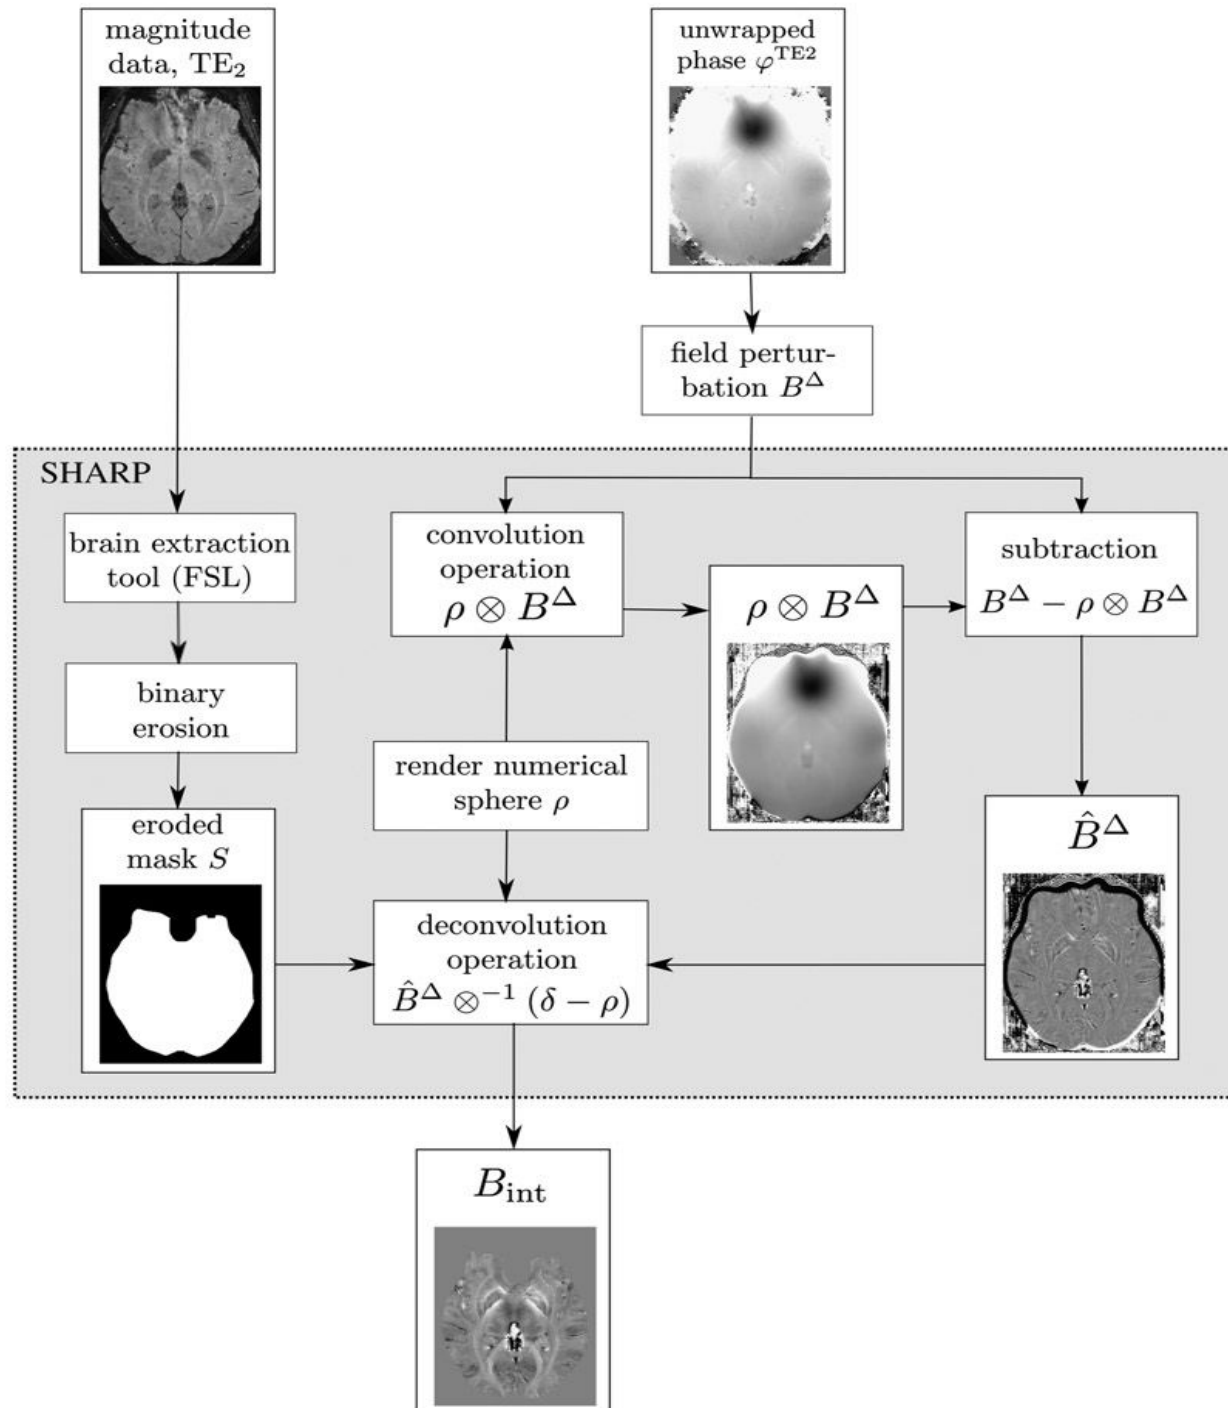 magnitude
data, TE₂
unwrapped
phase φ^TE2
field pertur-
bation B^Δ
SHARP
brain extraction
tool (FSL)
convolution
operation
ρ ⊗ B^Δ
subtraction
B^Δ − ρ ⊗ B^Δ
ρ ⊗ B^Δ
binary
erosion
render numerical
sphere ρ
eroded
mask S
B̂^Δ
deconvolution
operation
B̂^Δ ⊗⁻¹ (δ − ρ)
B_int